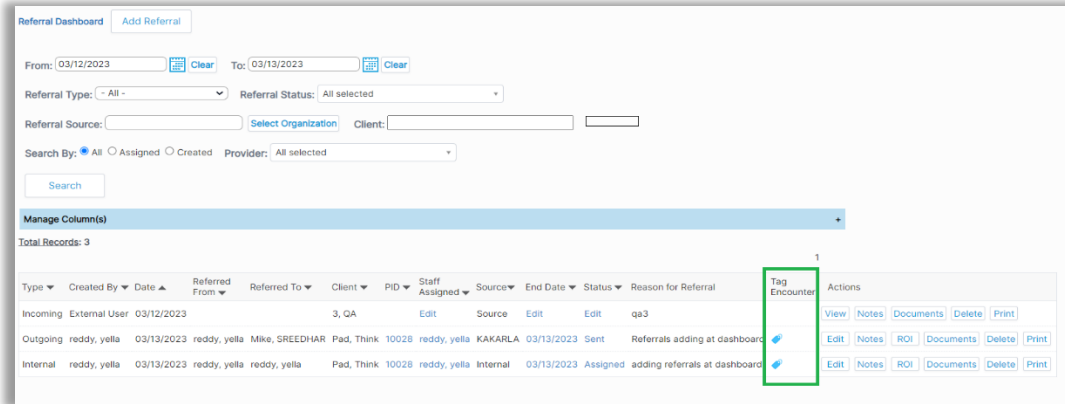 Referral Dashboard Add Referral
From: 03/12/2023 Clear To: 03/13/2023 Clear
Referral Type: - All - Referral Status: All selected
Referral Source: Select Organization Client:
Search By: All Assigned Created Provider: All selected
Search
Manage Column(s) +
Total Records: 3
1
Type Created By Date Referred From Referred To Client PID Staff Assigned Source End Date Status Reason for Referral Tag Encounter Actions
Incoming External User 03/12/2023 3, QA Edit Source Edit Edit qa3 View Notes Documents Delete Print
Outgoing reddy, yella 03/13/2023 reddy, yella Mike, SREEDHAR Pad, Think 10028 reddy, yella KAKARLA 03/13/2023 Sent Referrals adding at dashboard Edit Notes ROI Documents Delete Print
Internal reddy, yella 03/13/2023 reddy, yella reddy, yella Pad, Think 10028 reddy, yella Internal 03/13/2023 Assigned adding referrals at dashboard Edit Notes ROI Documents Delete Print